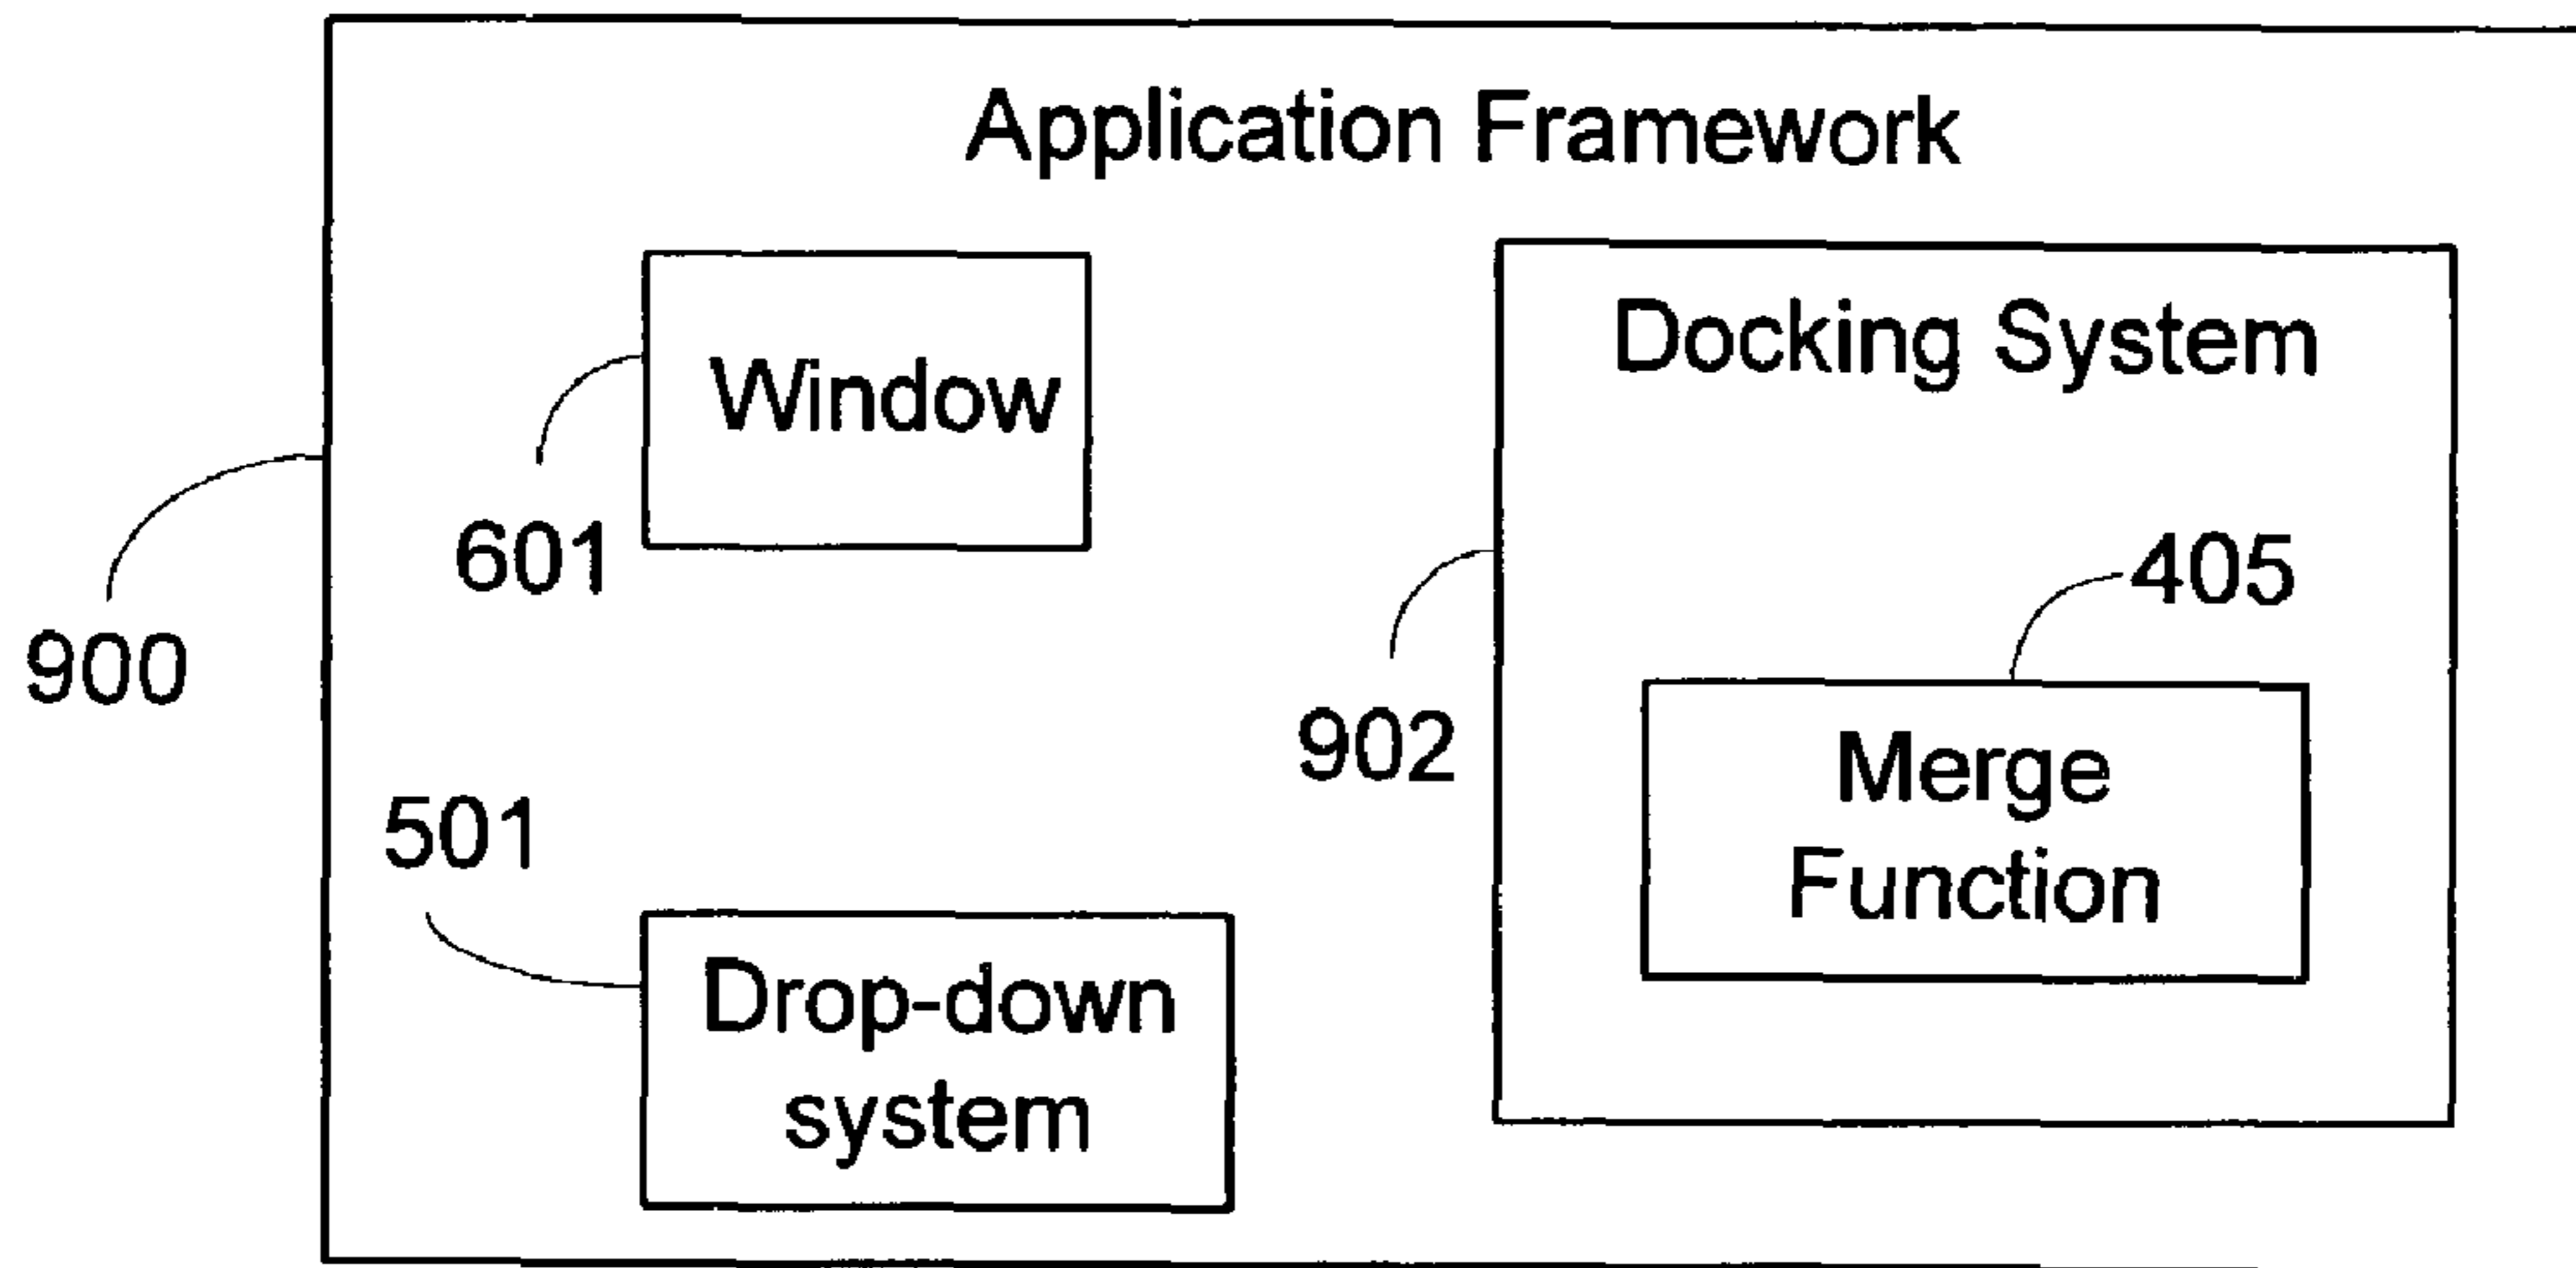 Application Framework
Window
Docking System
601
405
900
902
Merge
Function
501
Drop-down
system